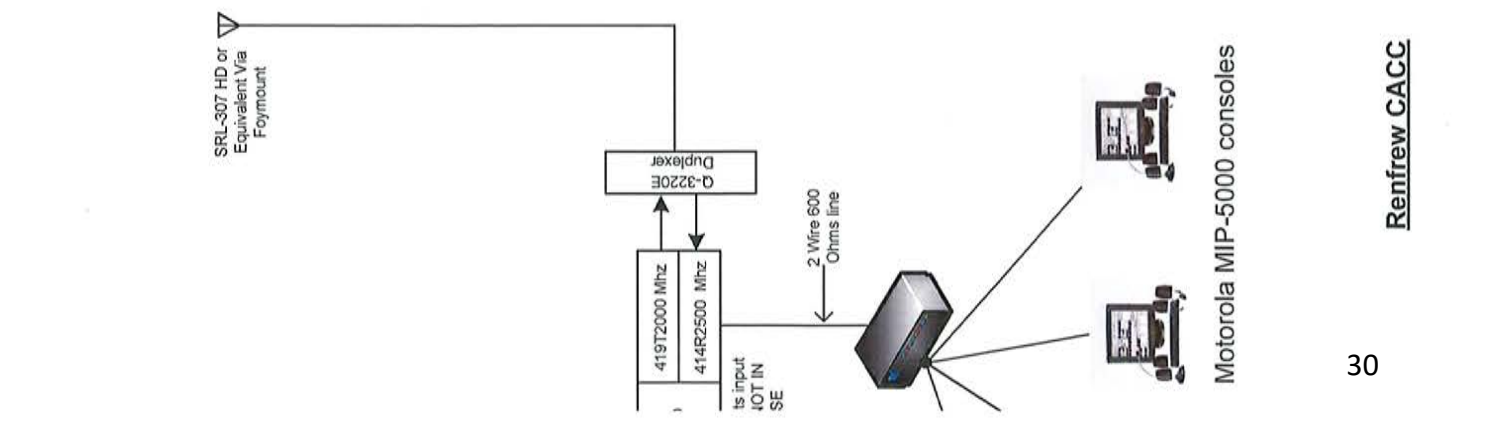 SRL-307 HD or
Equivalent Via
Foymount
Q-3220E
Duplexer
419T2000 Mhz
414R2500 Mhz
2 Wire 600
Ohms line
ts input
IOT IN
SE
Motorola MIP-5000 consoles
Renfrew CACC
30